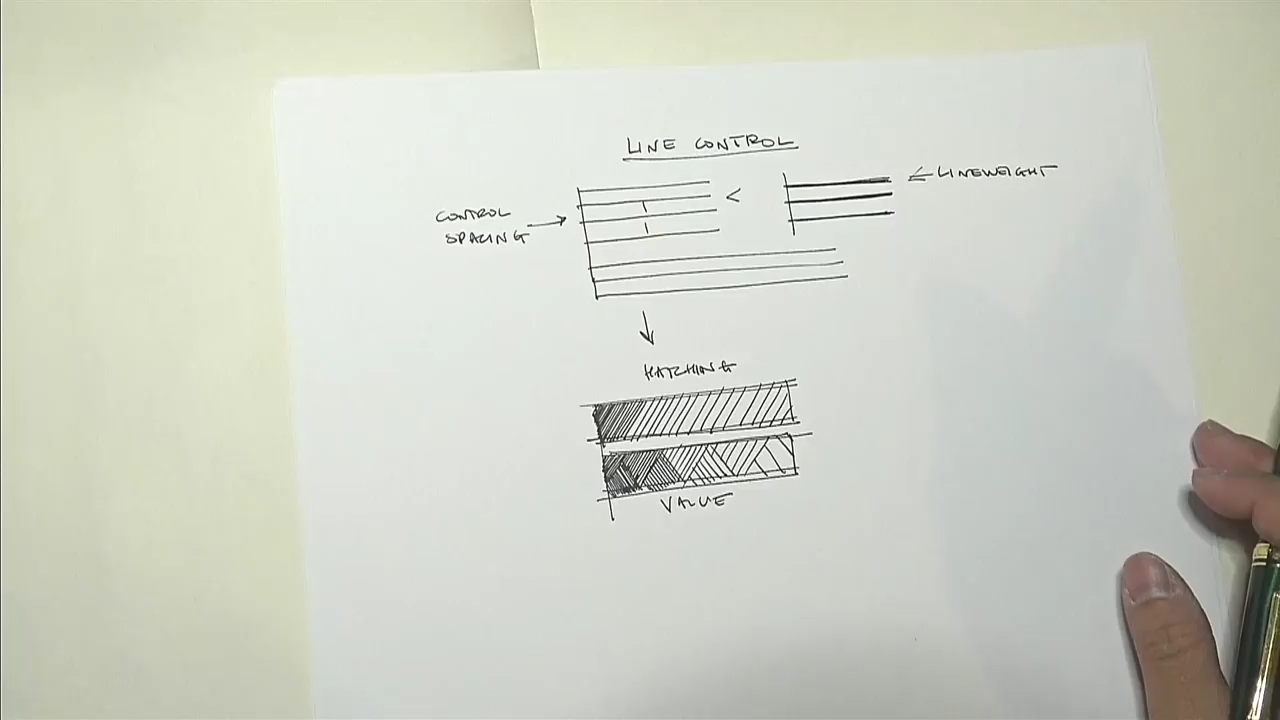 LINE CONTROL
← LINEWEIGHT
CONTROL
SPACING →
HATCHING
VALUE